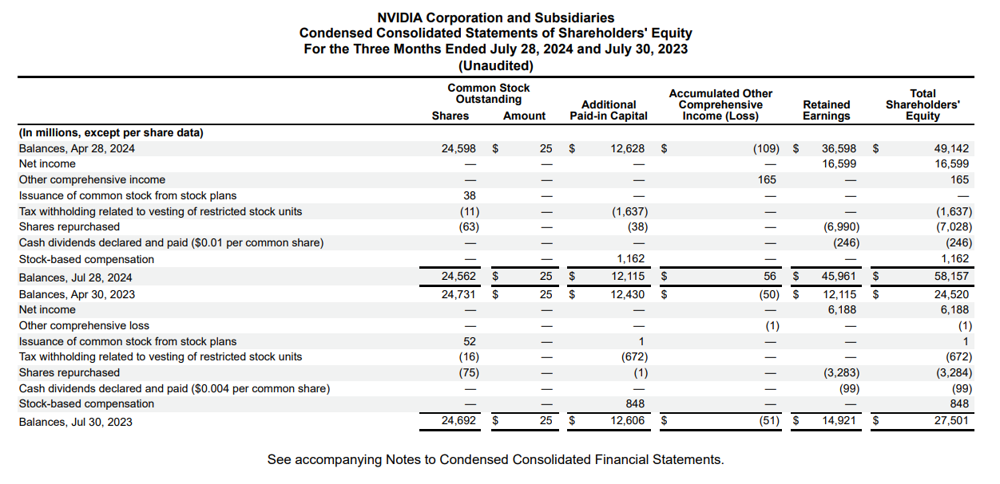 NVIDIA Corporation and Subsidiaries
Condensed Consolidated Statements of Shareholders' Equity
For the Three Months Ended July 28, 2024 and July 30, 2023
(Unaudited)
Common Stock
Outstanding
Additional
Paid-in Capital
Accumulated Other
Comprehensive
Income (Loss)
Retained
Earnings
Total
Shareholders'
Equity
Shares Amount
(In millions, except per share data)
Balances, Apr 28, 2024 24,598 $ 25 $ 12,628 $ (109) $ 36,598 $ 49,142
Net income — — — — 16,599 16,599
Other comprehensive income — — — 165 — 165
Issuance of common stock from stock plans 38 — — — — —
Tax withholding related to vesting of restricted stock units (11) — (1,637) — — (1,637)
Shares repurchased (63) — (38) — (6,990) (7,028)
Cash dividends declared and paid ($0.01 per common share) — — — — (246) (246)
Stock-based compensation — — 1,162 — — 1,162
Balances, Jul 28, 2024 24,562 $ 25 $ 12,115 $ 56 $ 45,961 $ 58,157
Balances, Apr 30, 2023 24,731 $ 25 $ 12,430 $ (50) $ 12,115 $ 24,520
Net income — — — — 6,188 6,188
Other comprehensive loss — — — (1) — (1)
Issuance of common stock from stock plans 52 — 1 — — 1
Tax withholding related to vesting of restricted stock units (16) — (672) — — (672)
Shares repurchased (75) — (1) — (3,283) (3,284)
Cash dividends declared and paid ($0.004 per common share) — — — — (99) (99)
Stock-based compensation — — 848 — — 848
Balances, Jul 30, 2023 24,692 $ 25 $ 12,606 $ (51) $ 14,921 $ 27,501
See accompanying Notes to Condensed Consolidated Financial Statements.